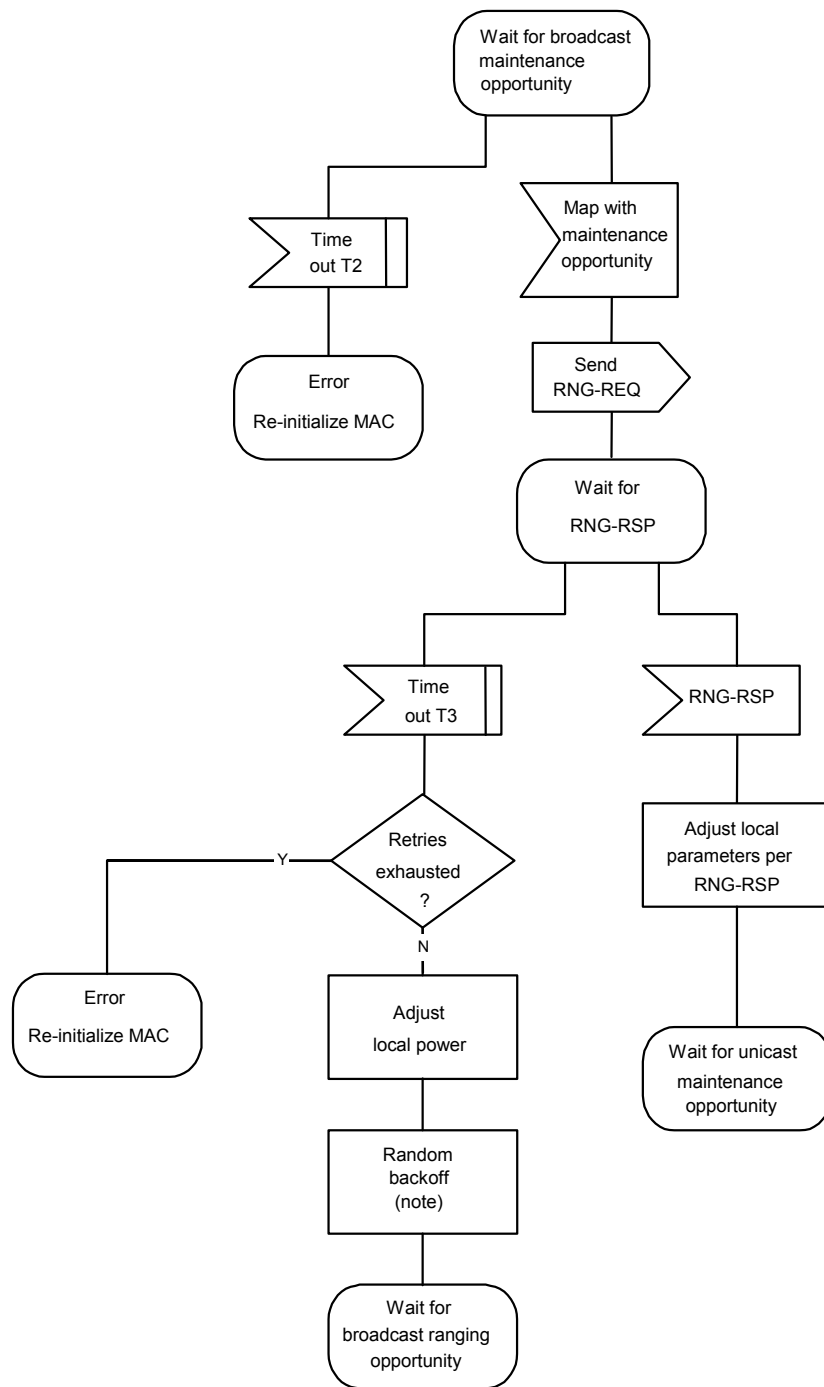 Wait for broadcast
maintenance
opportunity
Time
out T2
Map with
maintenance
opportunity
Error
Re-initialize MAC
Send
RNG-REQ
Wait for
RNG-RSP
Time
out T3
RNG-RSP
Retries
exhausted
?
Y
N
Adjust local
parameters per
RNG-RSP
Error
Re-initialize MAC
Adjust
local power
Wait for unicast
maintenance
opportunity
Random
backoff
(note)
Wait for
broadcast ranging
opportunity